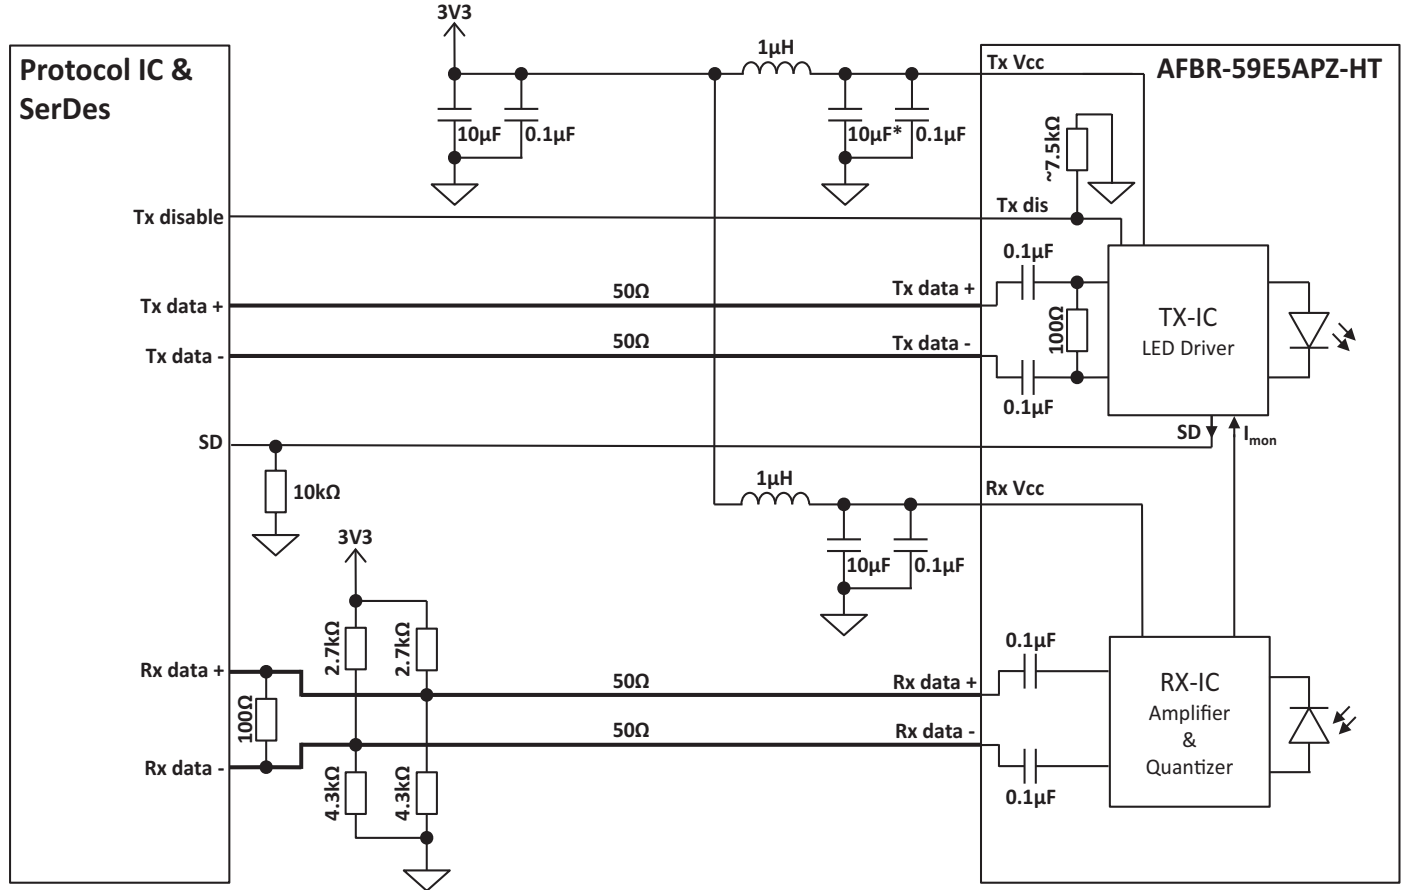 3V3
1µH
Protocol IC &
SerDes
Tx Vcc
AFBR-59E5APZ-HT
10µF
0.1µF
10µF*
0.1µF
~7.5kΩ
Tx disable
Tx dis
0.1µF
Tx data +
50Ω
Tx data +
100Ω
TX-IC
LED Driver
Tx data -
50Ω
Tx data -
0.1µF
SD
SD
Imon
10kΩ
1µH
Rx Vcc
3V3
10µF
0.1µF
2.7kΩ
2.7kΩ
0.1µF
Rx data +
50Ω
Rx data +
RX-IC
Amplifier
&
Quantizer
100Ω
50Ω
Rx data -
Rx data -
4.3kΩ
4.3kΩ
0.1µF